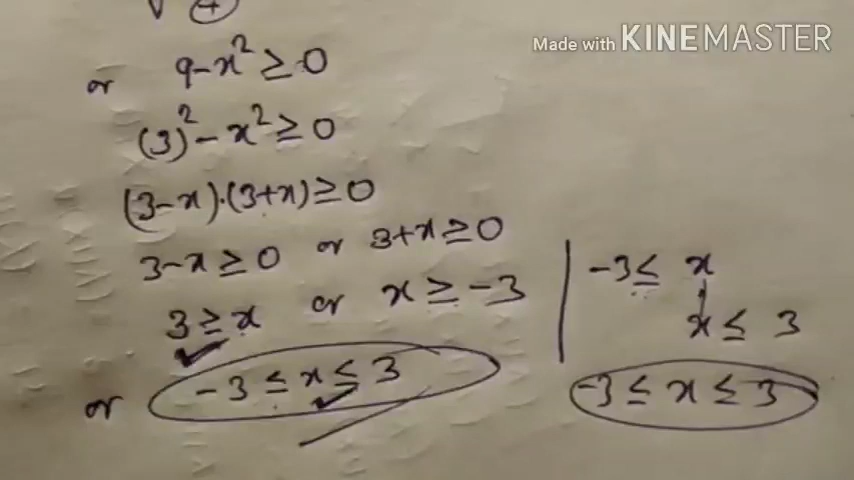 √ 4
Made with KINEMASTER
or 9-x² ≥ 0
(3)² - x² ≥ 0
(3-x)·(3+x) ≥ 0
3-x ≥ 0 or 3+x ≥ 0
3 ≥ x or x ≥ -3
or -3 ≤ x ≤ 3
-3 ≤ x
x ≤ 3
-3 ≤ x ≤ 3